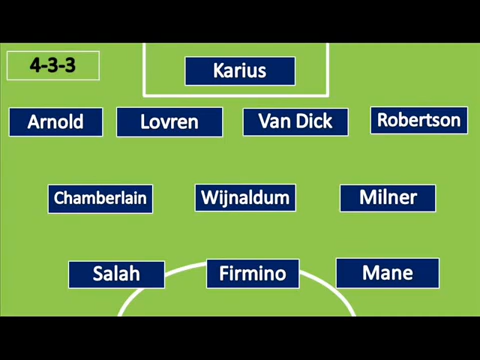 4-3-3
Karius
Arnold
Lovren
Van Dick
Robertson
Chamberlain
Wijnaldum
Milner
Salah
Firmino
Mane